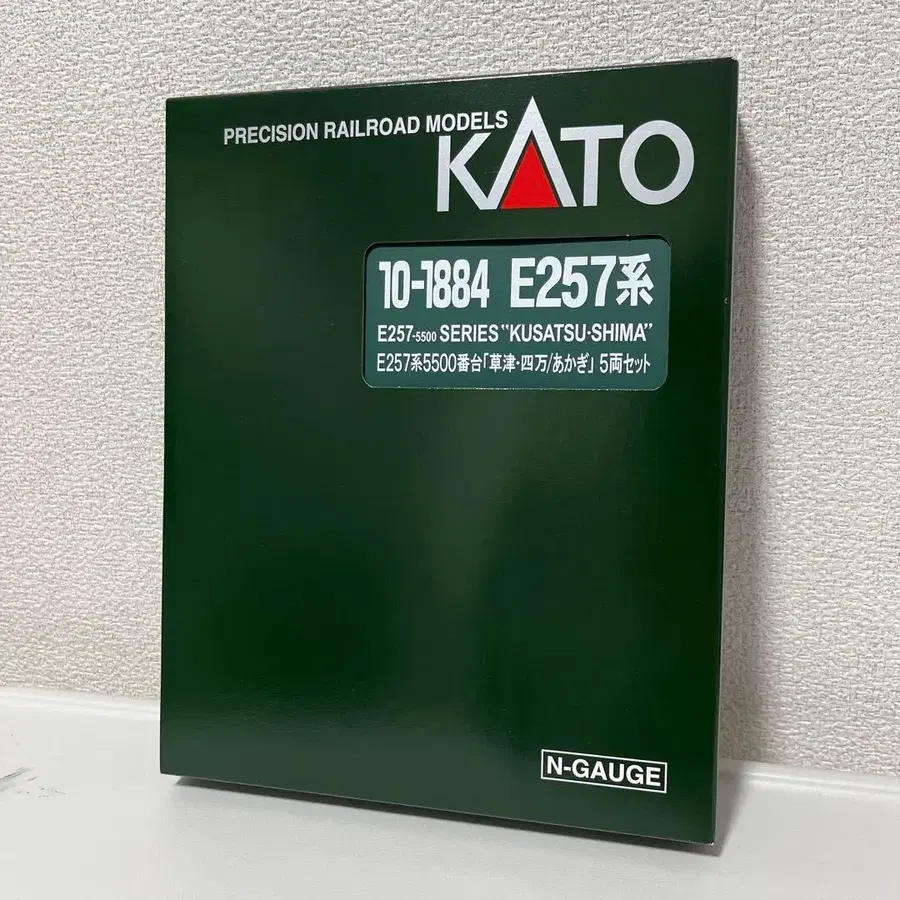 PRECISION RAILROAD MODELS
KATO
10-1884 E257系
E257-5500 SERIES "KUSATSU-SHIMA"
E257系5500番台「草津・四万/あかぎ」5両セット
N-GAUGE